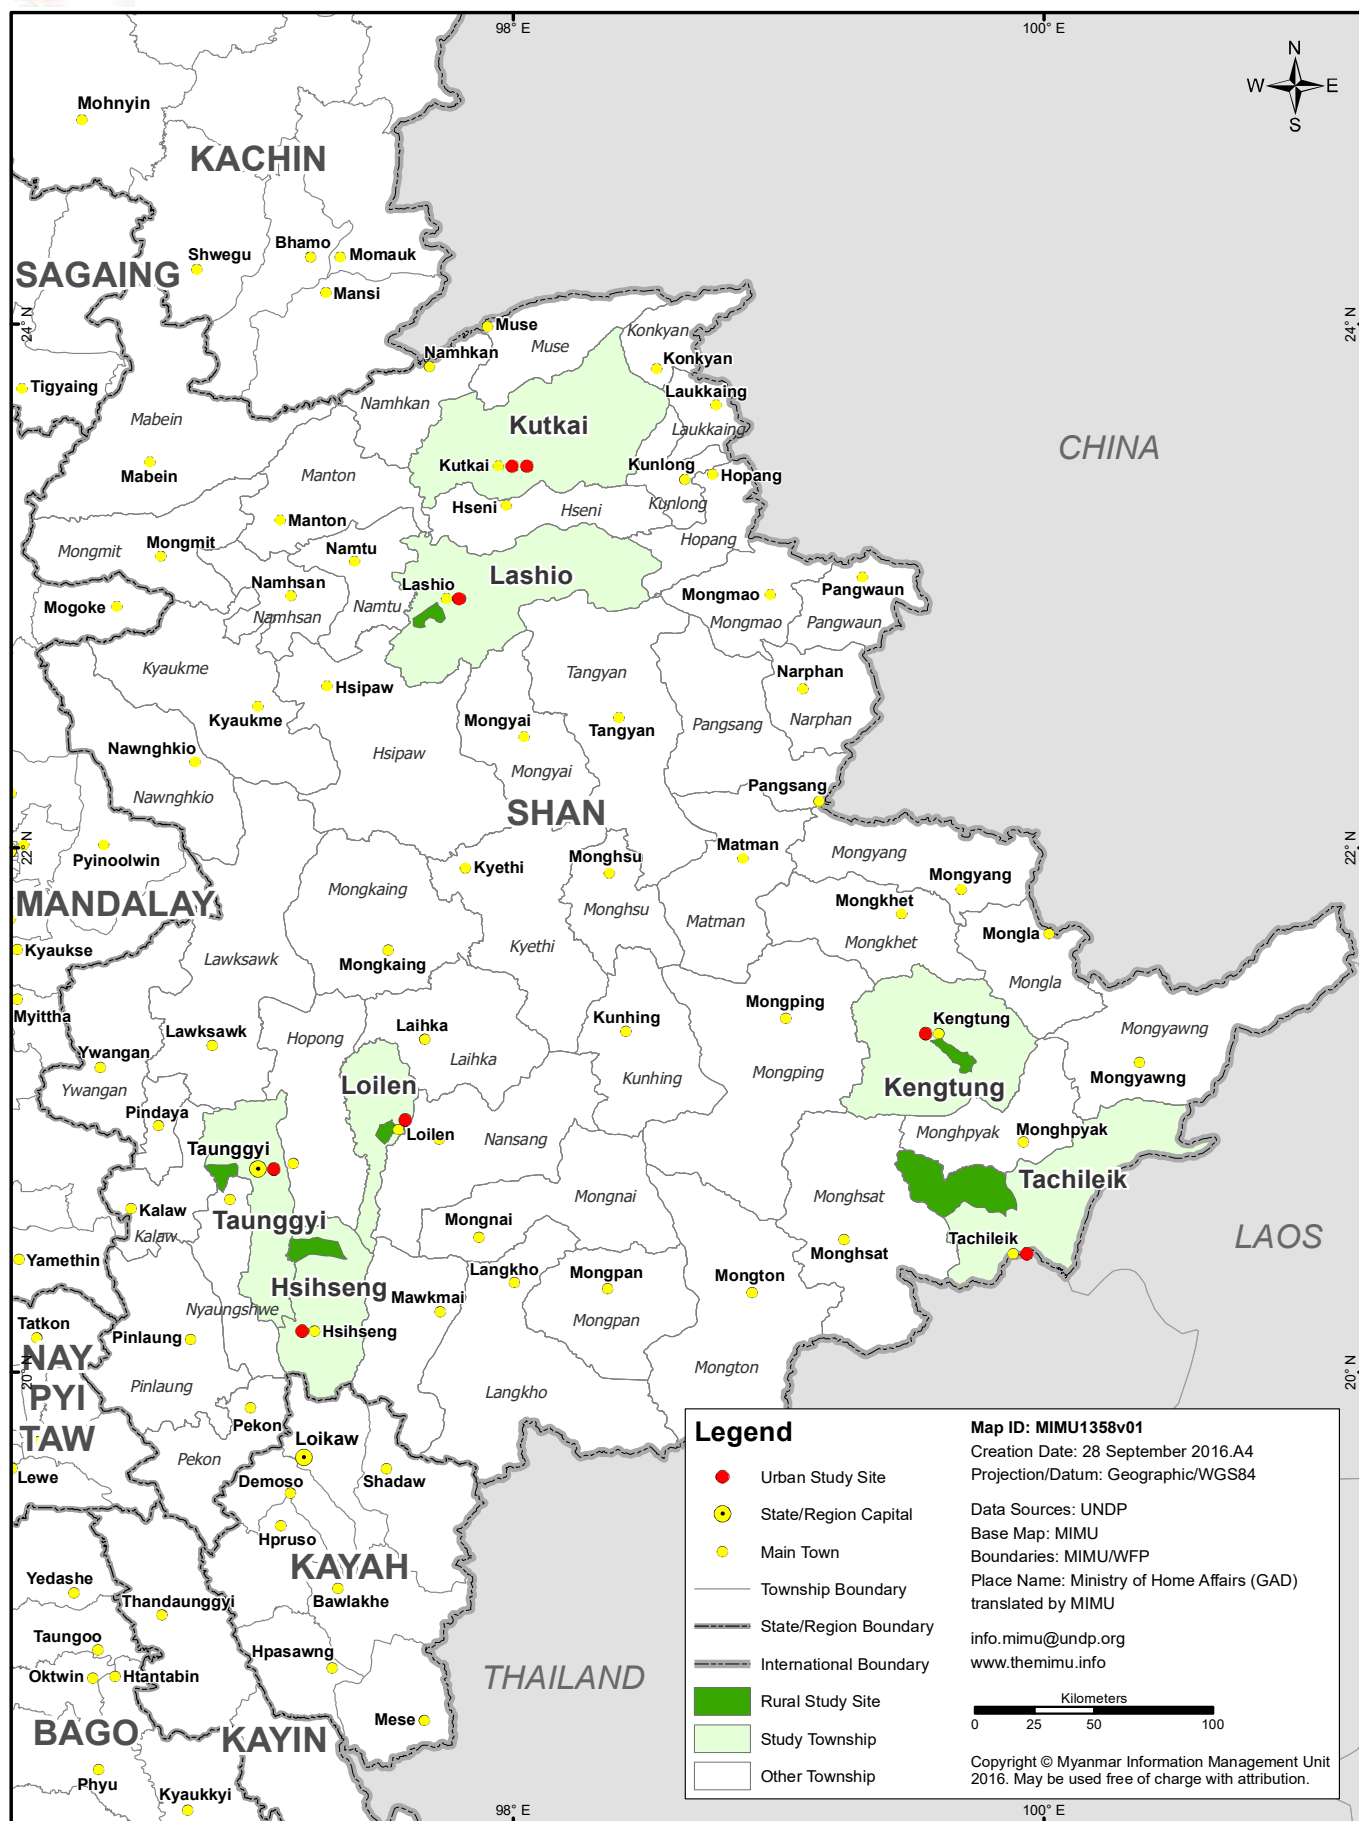 98° E
100° E
N
W
E
S
Mohnyin
KACHIN
Shwegu
Bhamo
Momauk
Mansi
SAGAING
24° N
24° N
Muse
Muse
Konkyan
Namhkan
Konkyan
Tigyaing
Laukkaing
Namhkan
Mabein
Kutkai
Laukkaing
CHINA
Mabein
Manton
Kutkai
Kunlong
Hopang
Hseni
Hseni
Kunlong
Manton
Mongmit
Mongmit
Namtu
Hopang
Lashio
Namhsan
Lashio
Mongmao
Pangwaun
Mogoke
Namhsan
Namtu
Mongmao
Pangwaun
Kyaukme
Tangyan
Narphan
Hsipaw
Kyaukme
Mongyai
Tangyan
Pangsang
Narphan
Nawnghkio
Hsipaw
Mongyai
Nawnghkio
Pangsang
SHAN
22° N
22° N
Pyinoolwin
Kyethi
Monghsu
Matman
Mongyang
Mongyang
MANDALAY
Mongkaing
Monghsu
Matman
Mongkhet
Kyaukse
Lawksawk
Mongkaing
Kyethi
Mongkhet
Mongla
Mongla
Myittha
Mongping
Kengtung
Ywangan
Lawksawk
Hopong
Laihka
Kunhing
Mongyawng
Ywangan
Laihka
Kunhing
Mongping
Kengtung
Mongyawng
Loilen
Pindaya
Loilen
Nansang
Monghpyak
Monghpyak
Taunggyi
Tachileik
Kalaw
Taunggyi
Mongnai
Monghsat
Kalaw
Mongnai
Tachileik
LAOS
Yamethin
Monghsat
Hsihseng
Langkho
Mongpan
Mongton
Nyaungshwe
Mawkmai
Mongpan
Tatkon
Pinlaung
Hsihseng
NAY
PYI
TAW
20° N
20° N
Mongton
Pinlaung
Langkho
Pekon
Loikaw
Pekon
Lewe
Demoso
Shadaw
Hpruso
KAYAH
Yedashe
Bawlakhe
Thandaunggyi
Taungoo
Hpasawng
Oktwin
Htantabin
THAILAND
Mese
BAGO
KAYIN
Phyu
Kyaukkyi
98° E
100° E
Legend
Urban Study Site
State/Region Capital
Main Town
Township Boundary
State/Region Boundary
International Boundary
Rural Study Site
Study Township
Other Township
Map ID: MIMU1358v01
Creation Date: 28 September 2016.A4
Projection/Datum: Geographic/WGS84
Data Sources: UNDP
Base Map: MIMU
Boundaries: MIMU/WFP
Place Name: Ministry of Home Affairs (GAD)
translated by MIMU
info.mimu@undp.org
www.themimu.info
Kilometers
0 25 50 100
Copyright © Myanmar Information Management Unit
2016. May be used free of charge with attribution.